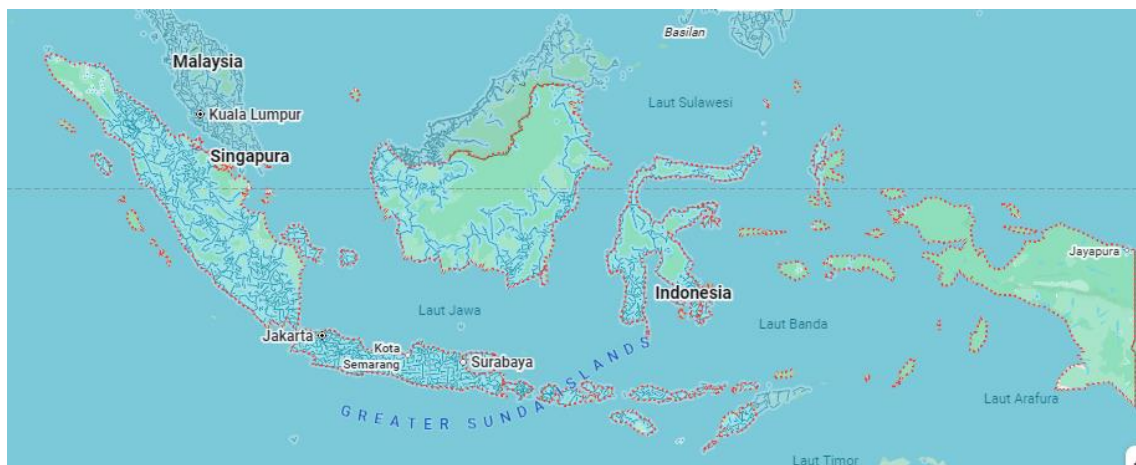 Basilan
Malaysia
Laut Sulawesi
Kuala Lumpur
Singapura
Jayapura
Indonesia
Laut Jawa
Laut Banda
Jakarta
Kota
Semarang
Surabaya
GREATER SUNDA ISLANDS
Laut Arafura
Laut Timor